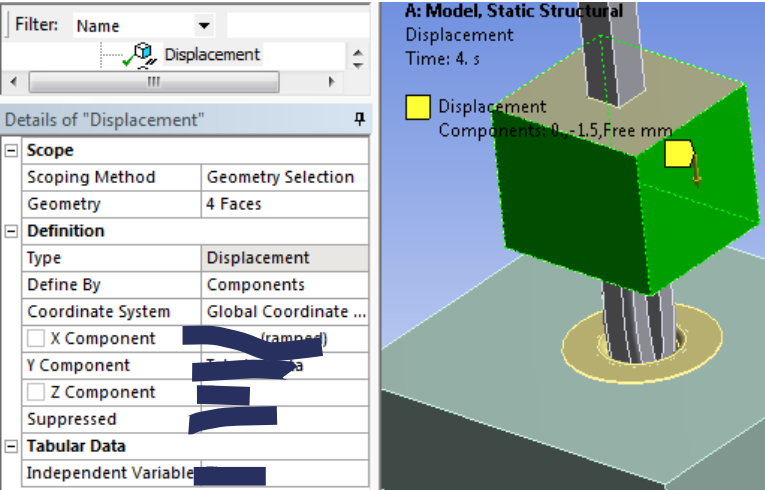 Filter: Name
Displacement
Details of "Displacement"
Scope
Scoping Method Geometry Selection
Geometry 4 Faces
Definition
Type Displacement
Define By Components
Coordinate System Global Coordinate ...
X Component (ramped)
Y Component
Z Component
Suppressed
Tabular Data
Independent Variable
A: Model, Static Structural
Displacement
Time: 4. s
Displacement
Components: 0,-1.5,Free mm